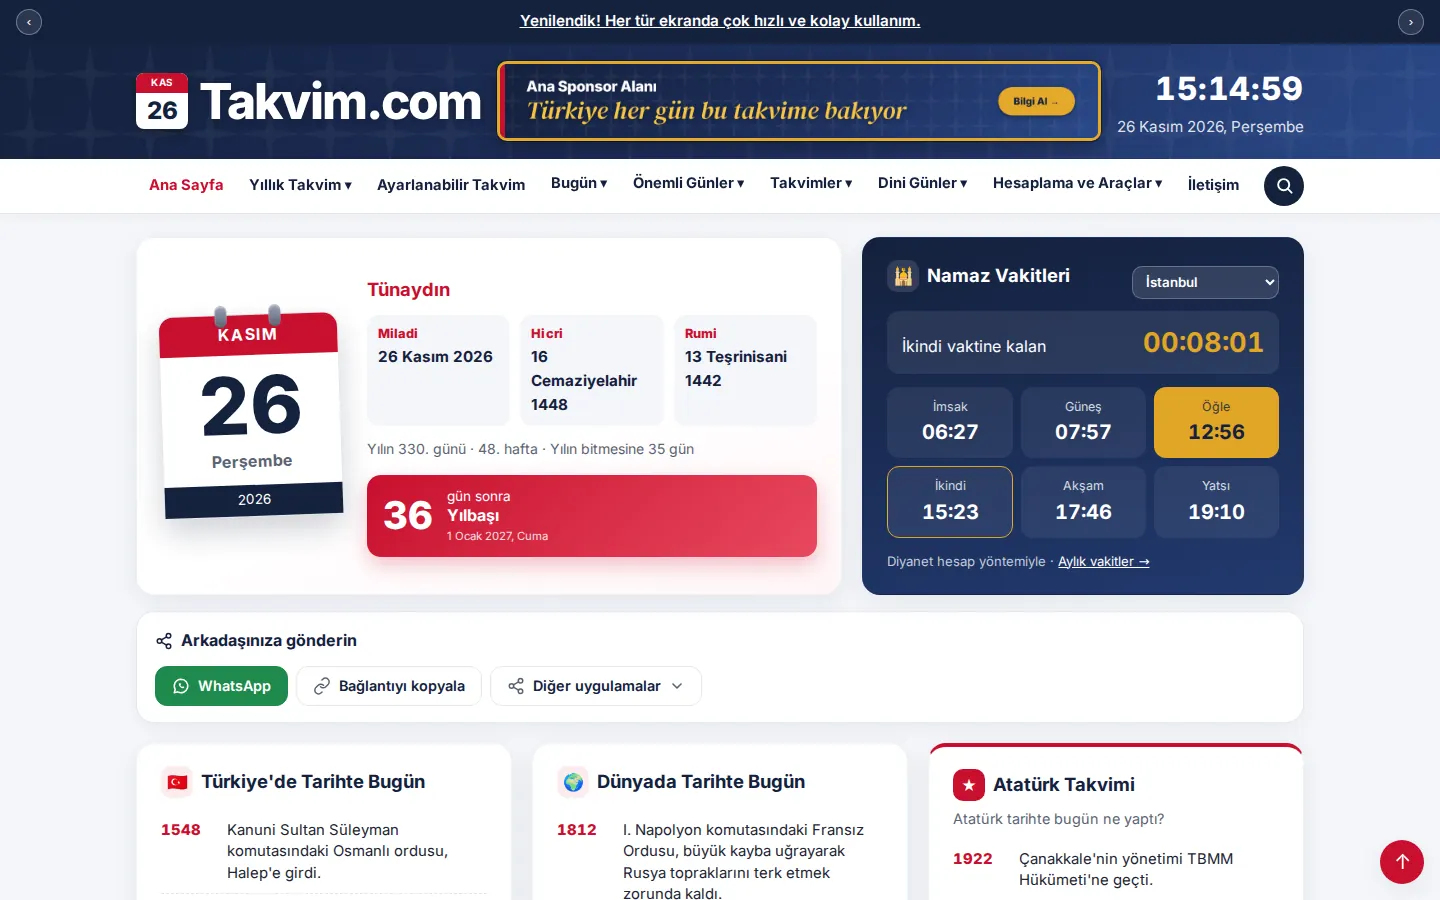 ‹
Yenilendik! Her tür ekranda çok hızlı ve kolay kullanım.
›
KAS
26
Takvim.com
Ana Sponsor Alanı
Türkiye her gün bu takvime bakıyor
Bilgi Al →
15:14:59
26 Kasım 2026, Perşembe
Ana Sayfa
Yıllık Takvim ▾
Ayarlanabilir Takvim
Bugün ▾
Önemli Günler ▾
Takvimler ▾
Dini Günler ▾
Hesaplama ve Araçlar ▾
İletişim
KASIM
26
Perşembe
2026
Tünaydın
Miladi
26 Kasım 2026
Hicri
16
Cemaziyelahir
1448
Rumi
13 Teşrinisani
1442
Yılın 330. günü · 48. hafta · Yılın bitmesine 35 gün
36
gün sonra
Yılbaşı
1 Ocak 2027, Cuma
Namaz Vakitleri
İstanbul
İkindi vaktine kalan
00:08:01
İmsak
06:27
Güneş
07:57
Öğle
12:56
İkindi
15:23
Akşam
17:46
Yatsı
19:10
Diyanet hesap yöntemiyle · Aylık vakitler →
Arkadaşınıza gönderin
WhatsApp
Bağlantıyı kopyala
Diğer uygulamalar
Türkiye'de Tarihte Bugün
1548
Kanuni Sultan Süleyman
komutasındaki Osmanlı ordusu,
Halep'e girdi.
Dünyada Tarihte Bugün
1812
I. Napolyon komutasındaki Fransız
Ordusu, büyük kayba uğrayarak
Rusya topraklarını terk etmek
zorunda kaldı.
Atatürk Takvimi
Atatürk tarihte bugün ne yaptı?
1922
Çanakkale'nin yönetimi TBMM
Hükümeti'ne geçti.